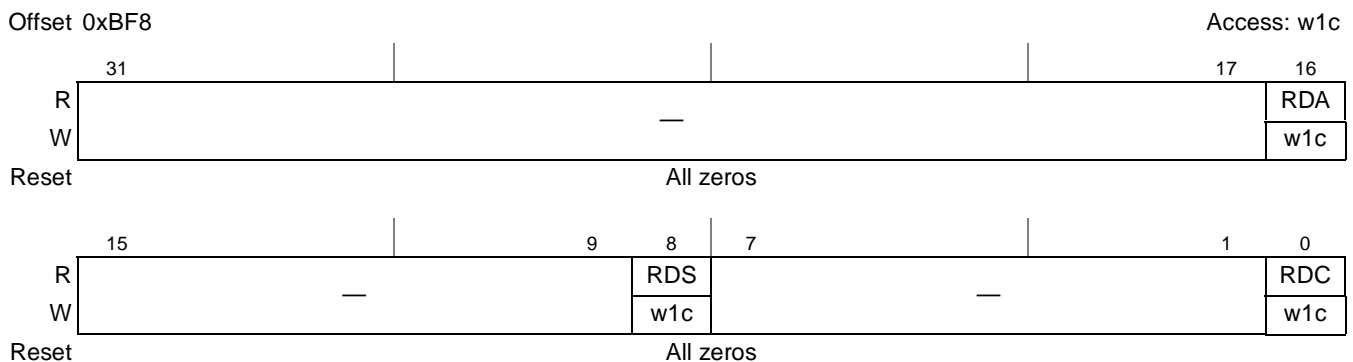 Offset 0xBF8 Access: w1c
31 17 16
R — RDA
W w1c
Reset All zeros
15 9 8 7 1 0
R — RDS — RDC
W w1c w1c
Reset All zeros